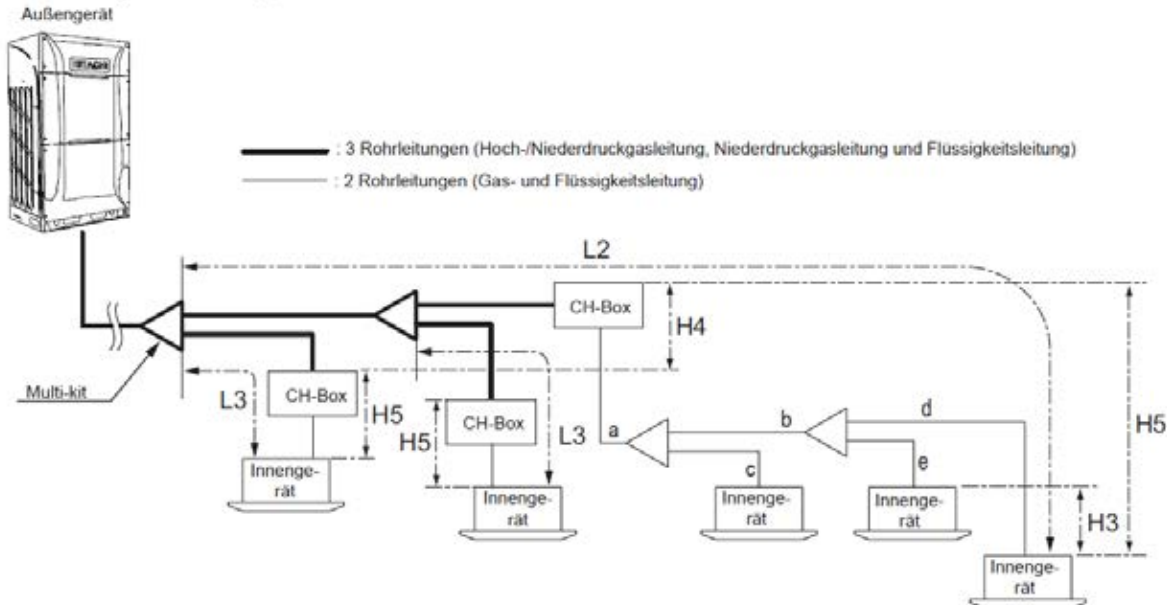 Außengerät
HITACHI
: 3 Rohrleitungen (Hoch-/Niederdruckgasleitung, Niederdruckgasleitung und Flüssigkeitsleitung)
: 2 Rohrleitungen (Gas- und Flüssigkeitsleitung)
L2
CH-Box
H4
Multi-kit
L3
CH-Box
H5
H5
CH-Box
L3
a
b
d
H5
c
e
Innenge-
rät
Innenge-
rät
Innenge-
rät
Innenge-
rät
H3
Innenge-
rät